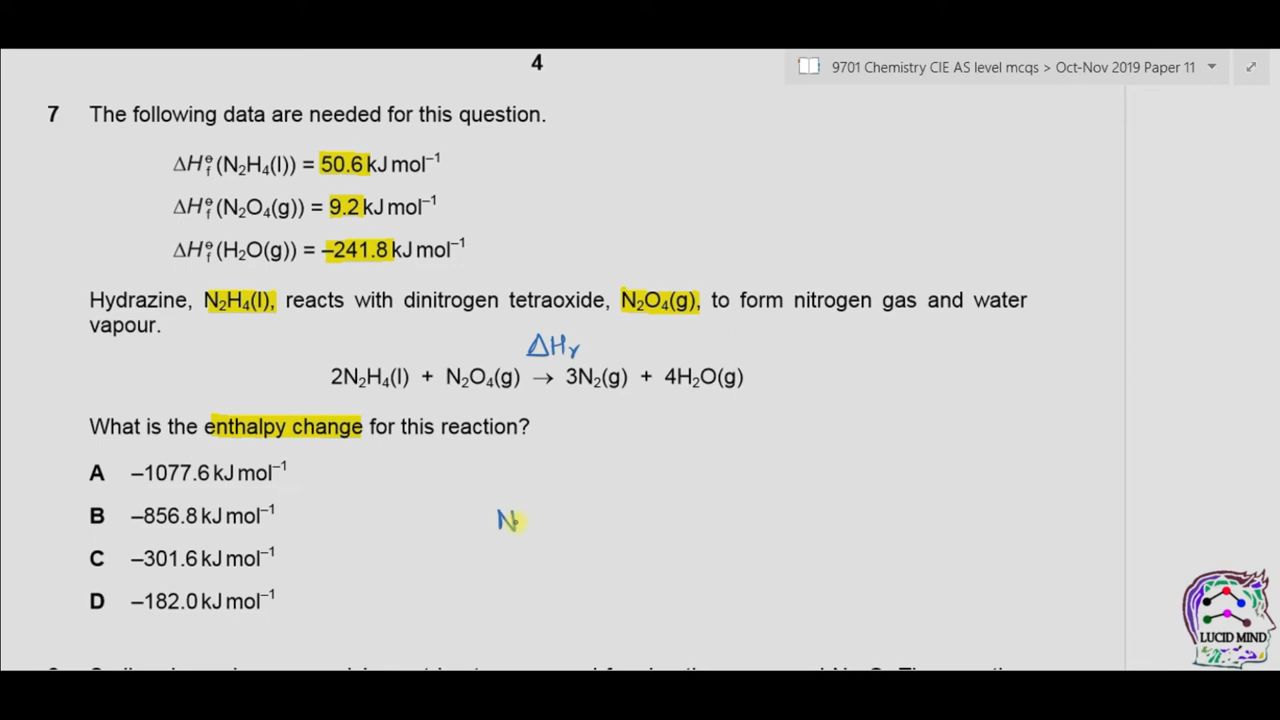 4
9701 Chemistry CIE AS level mcqs > Oct-Nov 2019 Paper 11
7 The following data are needed for this question.
ΔH_f^⦵(N₂H₄(l)) = 50.6 kJ mol⁻¹
ΔH_f^⦵(N₂O₄(g)) = 9.2 kJ mol⁻¹
ΔH_f^⦵(H₂O(g)) = –241.8 kJ mol⁻¹
Hydrazine, N₂H₄(l), reacts with dinitrogen tetraoxide, N₂O₄(g), to form nitrogen gas and water
vapour.
ΔHᵣ
2N₂H₄(l) + N₂O₄(g) → 3N₂(g) + 4H₂O(g)
What is the enthalpy change for this reaction?
A –1077.6 kJ mol⁻¹
B –856.8 kJ mol⁻¹
N
C –301.6 kJ mol⁻¹
D –182.0 kJ mol⁻¹
LUCID MIND